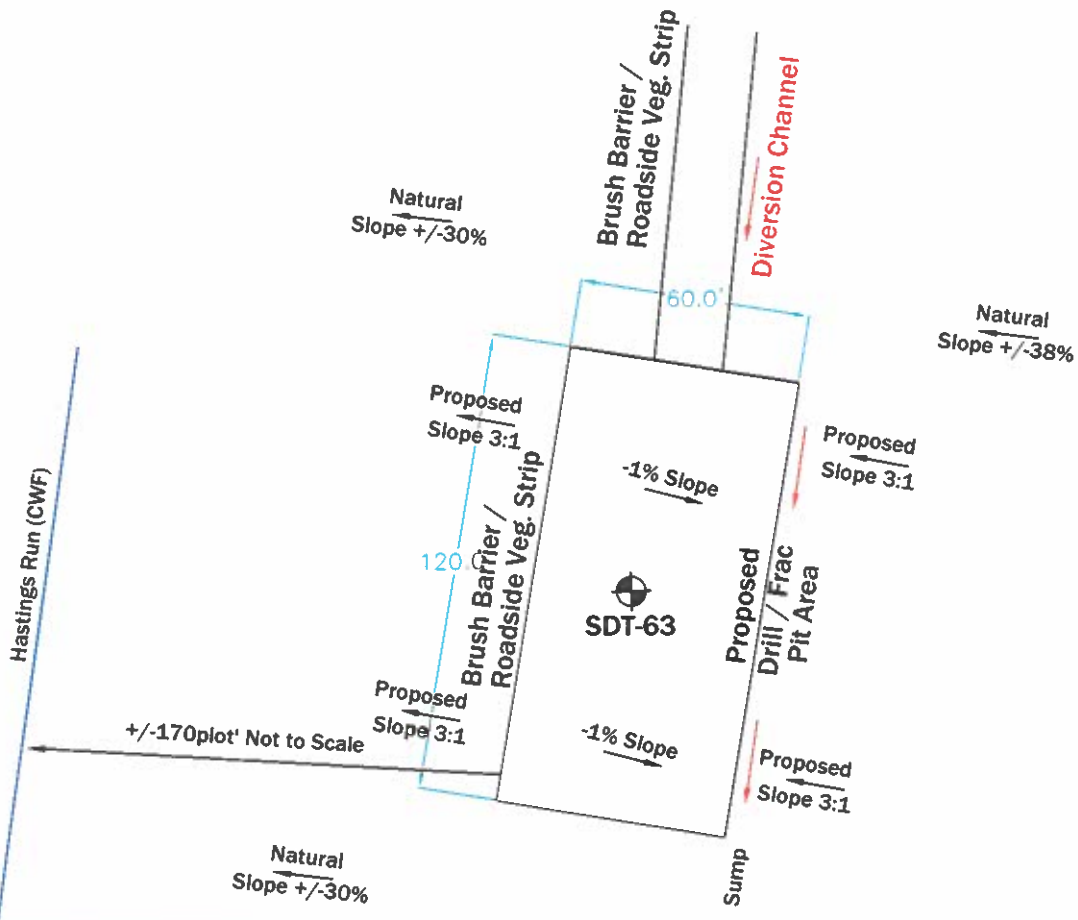 Brush Barrier /
Roadside Veg. Strip
Diversion Channel
Natural
Slope +/-30%
60.0'
Natural
Slope +/-38%
Proposed
Slope 3:1
Proposed
Slope 3:1
-1% Slope
Hastings Run (CWF)
120.0
Brush Barrier /
Roadside Veg. Strip
SDT-63
Proposed
Drill / Frac
Pit Area
Proposed
Slope 3:1
+/-170plot' Not to Scale
-1% Slope
Proposed
Slope 3:1
Natural
Slope +/-30%
Sump